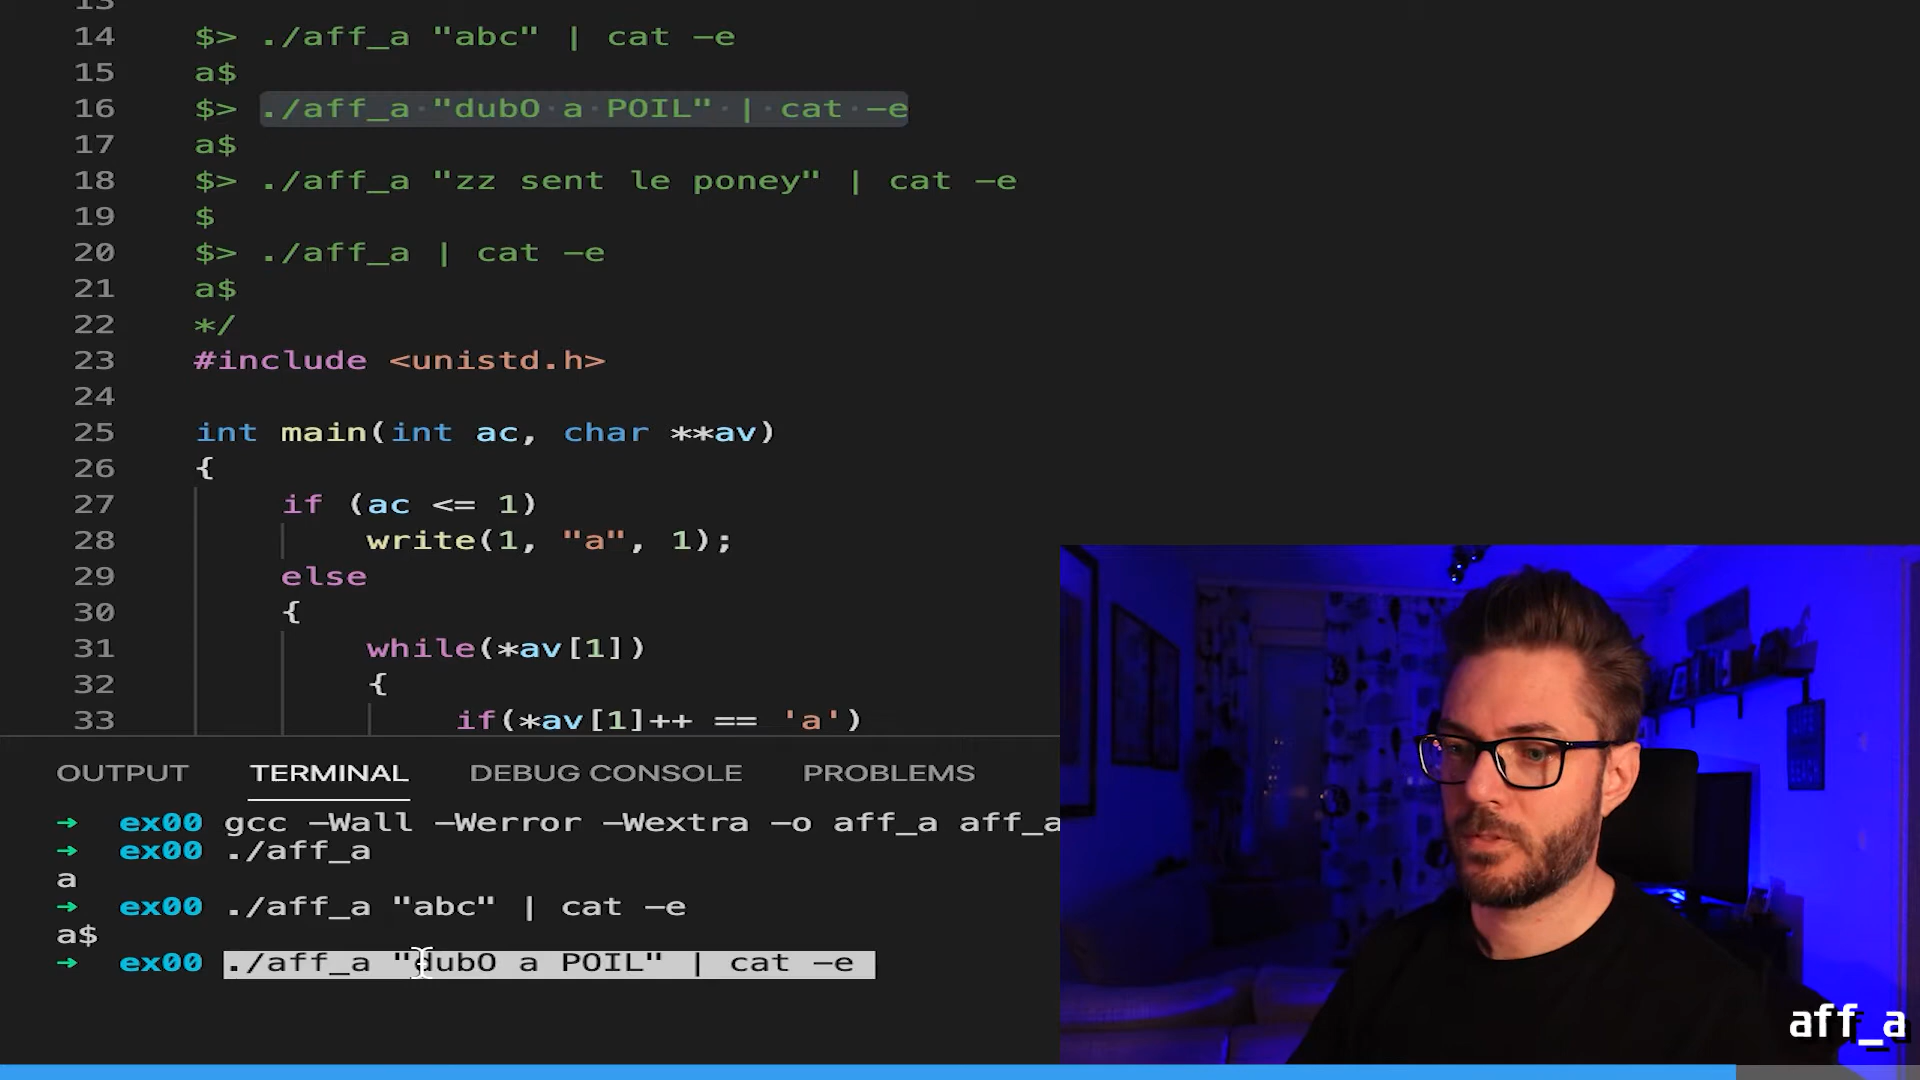 13
14 $> ./aff_a "abc" | cat -e
15 a$
16 $> ./aff_a "dubO a POIL" | cat -e
17 a$
18 $> ./aff_a "zz sent le poney" | cat -e
19 $
20 $> ./aff_a | cat -e
21 a$
22 */
23 #include <unistd.h>
24
25 int main(int ac, char **av)
26 {
27 if (ac <= 1)
28 write(1, "a", 1);
29 else
30 {
31 while(*av[1])
32 {
33 if(*av[1]++ == 'a')
OUTPUT TERMINAL DEBUG CONSOLE PROBLEMS
→ ex00 gcc -Wall -Werror -Wextra -o aff_a aff_a
→ ex00 ./aff_a
a
→ ex00 ./aff_a "abc" | cat -e
a$
→ ex00 ./aff_a "dubO a POIL" | cat -e
aff_a